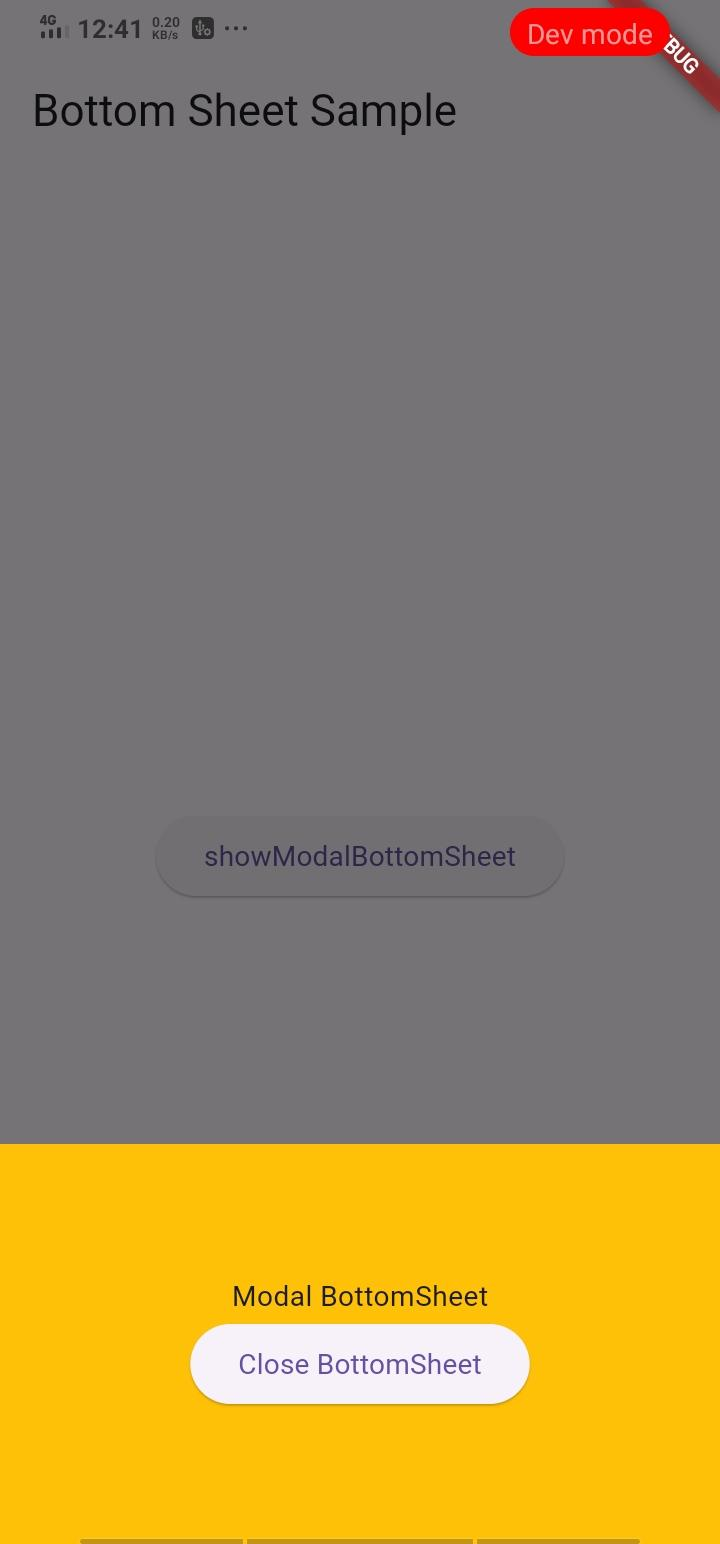 4G 12:41 0.20 KB/s ...
Dev mode
BUG
Bottom Sheet Sample
showModalBottomSheet
Modal BottomSheet
Close BottomSheet